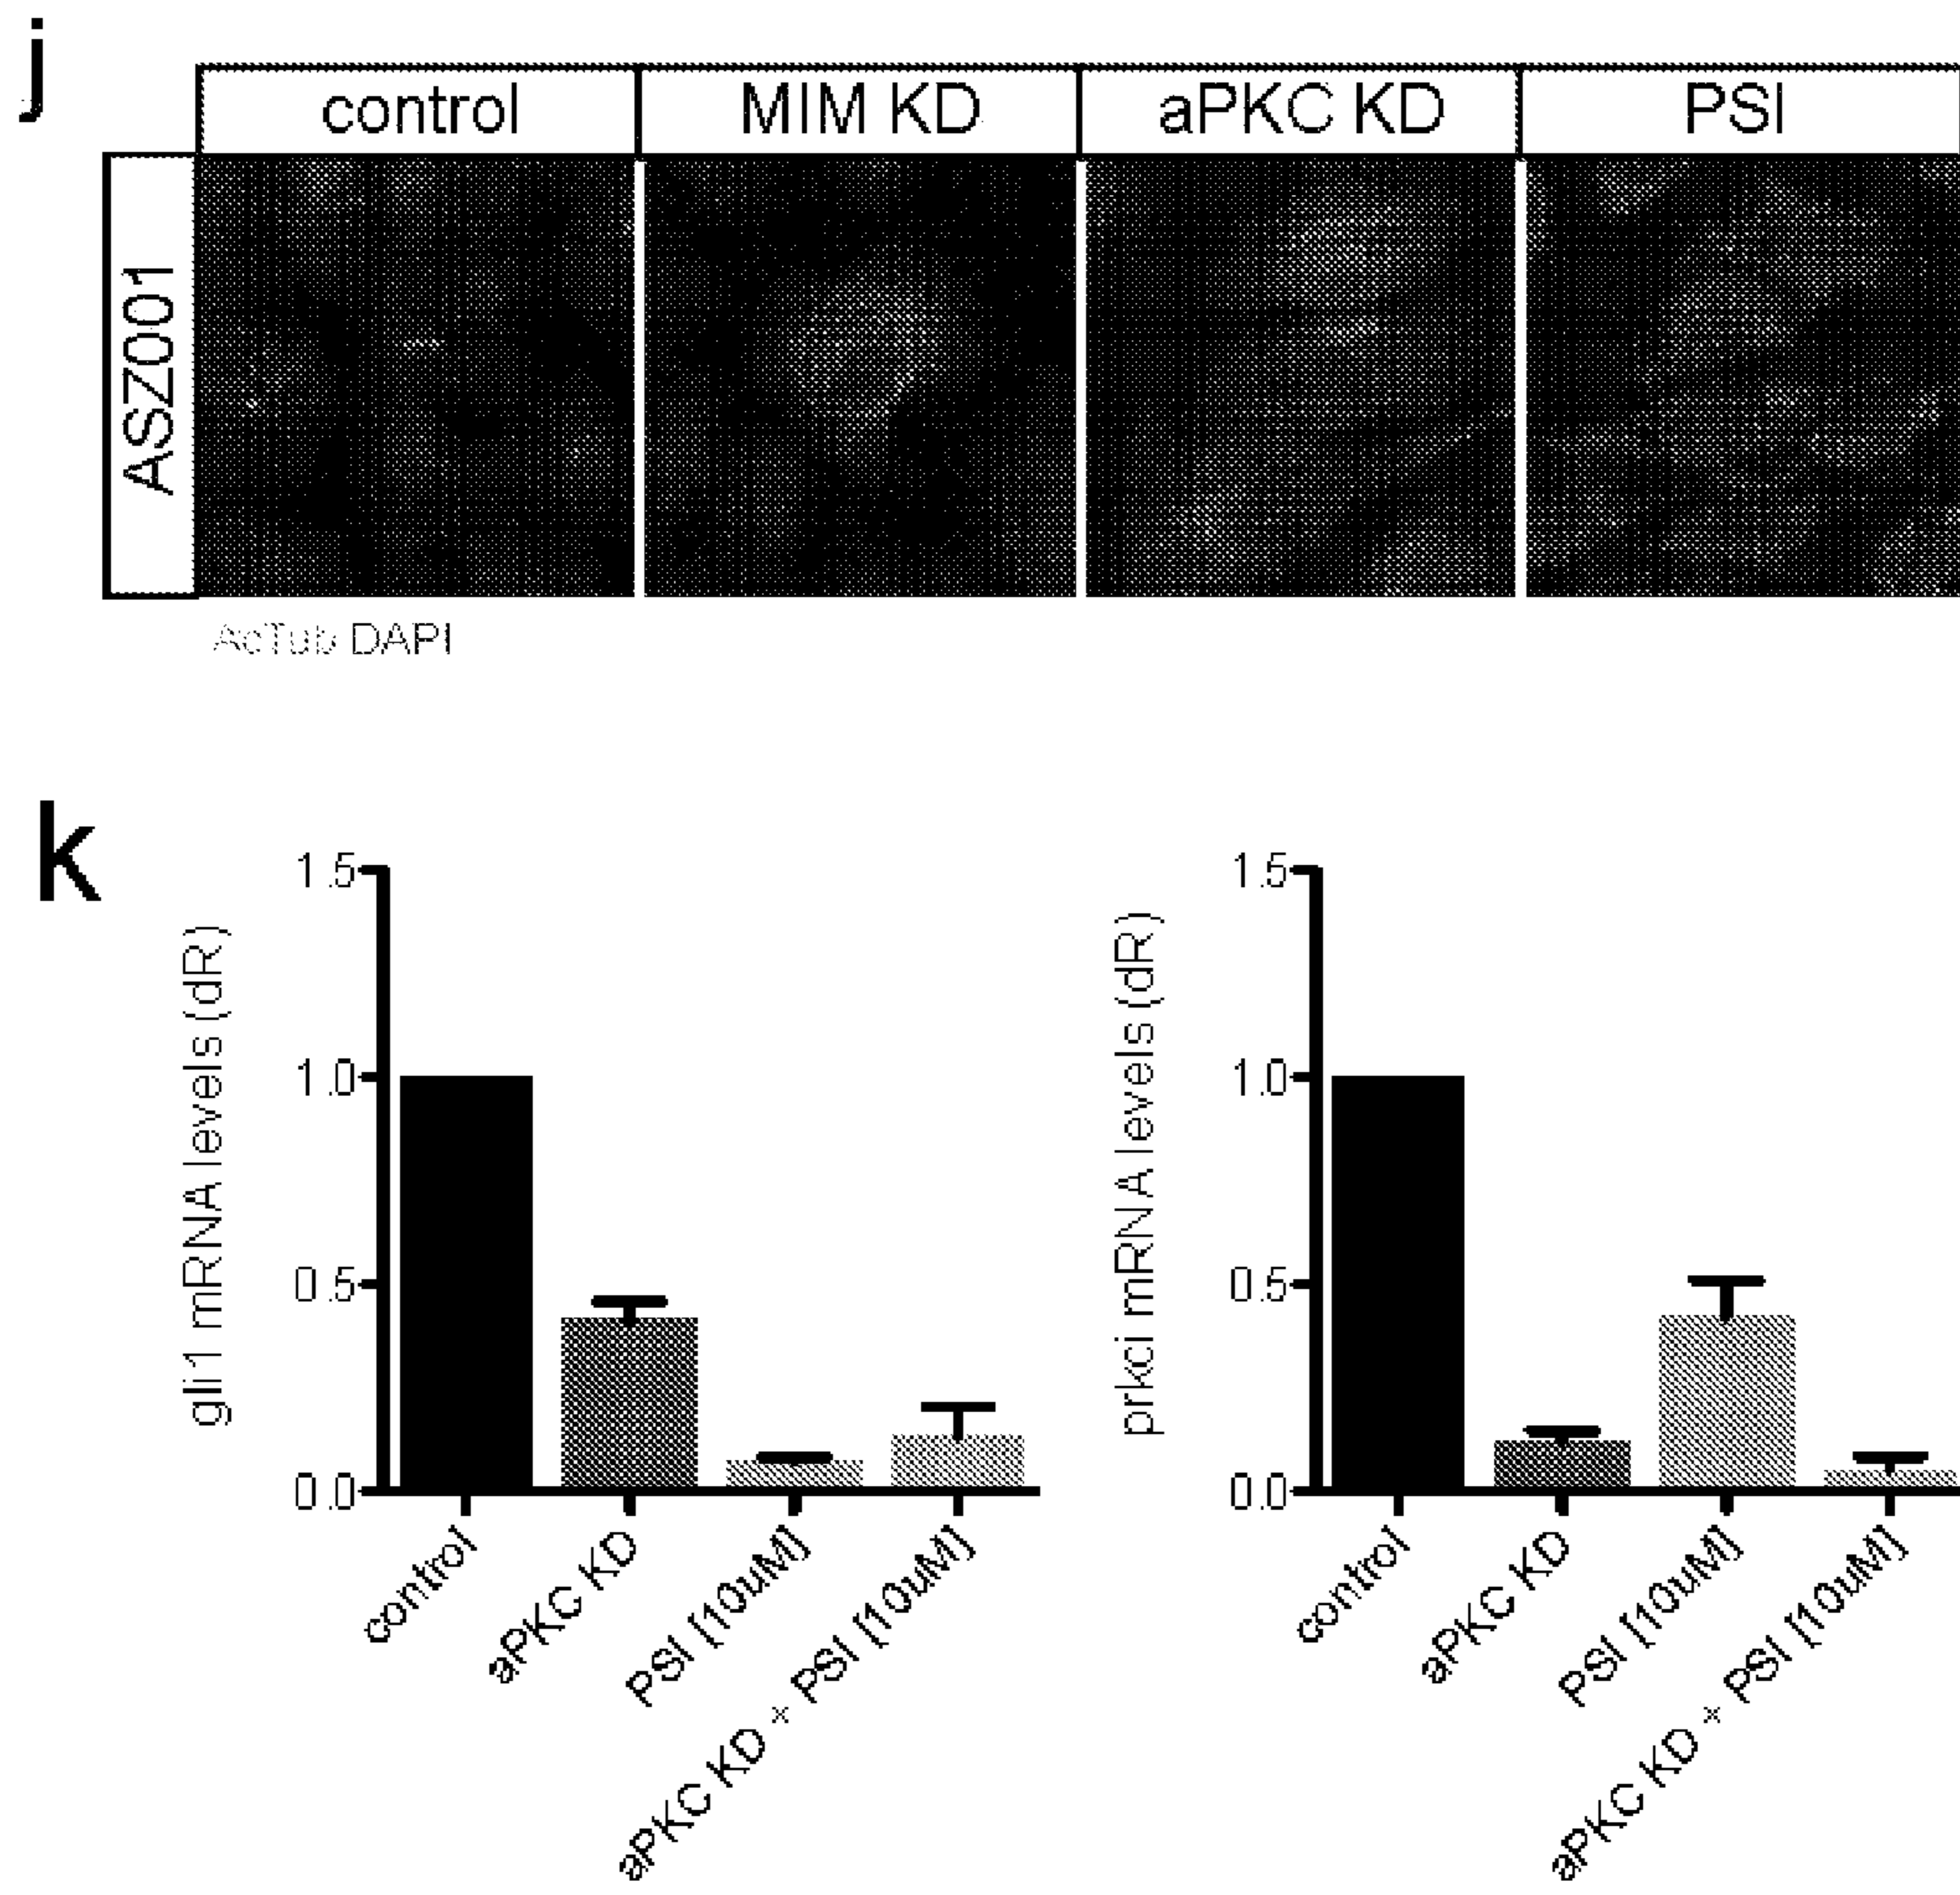 j
control MIM KD aPKC KD PSI
ASZ001
AcTub DAPI
k
gli1 mRNA levels (dR)
1.5
1.0
0.5
0.0
control
aPKC KD
PSI [10uM]
aPKC KD + PSI [10uM]
prkci mRNA levels (dR)
1.5
1.0
0.5
0.0
control
aPKC KD
PSI [10uM]
aPKC KD + PSI [10uM]